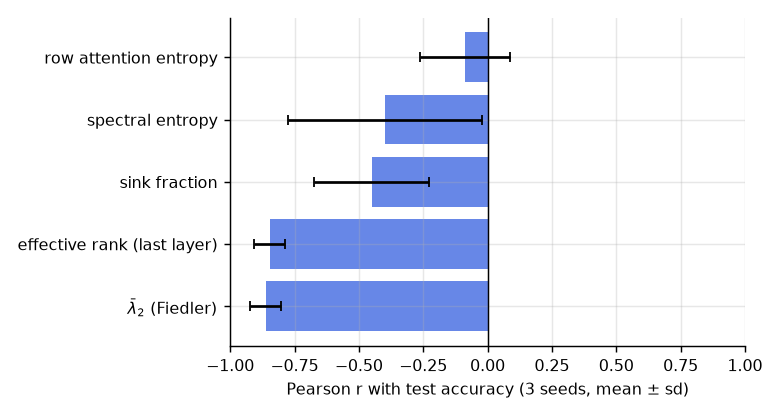 row attention entropy
spectral entropy
sink fraction
effective rank (last layer)
λ̄₂ (Fiedler)
−1.00 −0.75 −0.50 −0.25 0.00 0.25 0.50 0.75 1.00
Pearson r with test accuracy (3 seeds, mean ± sd)